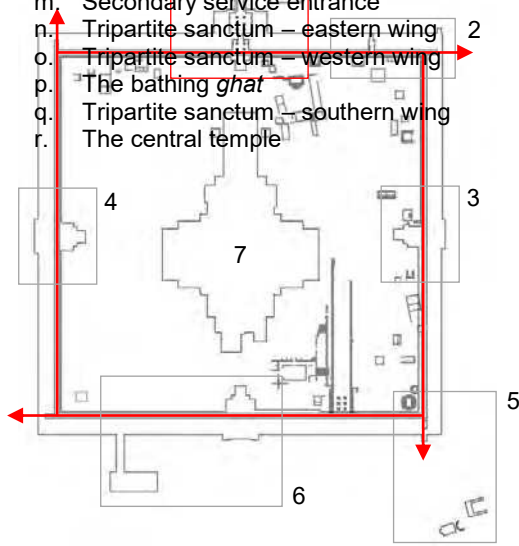 m. Secondary service entrance
n. Tripartite sanctum – eastern wing
2
o. Tripartite sanctum – western wing
p. The bathing ghat
q. Tripartite sanctum – southern wing
r. The central temple
4
3
7
5
6